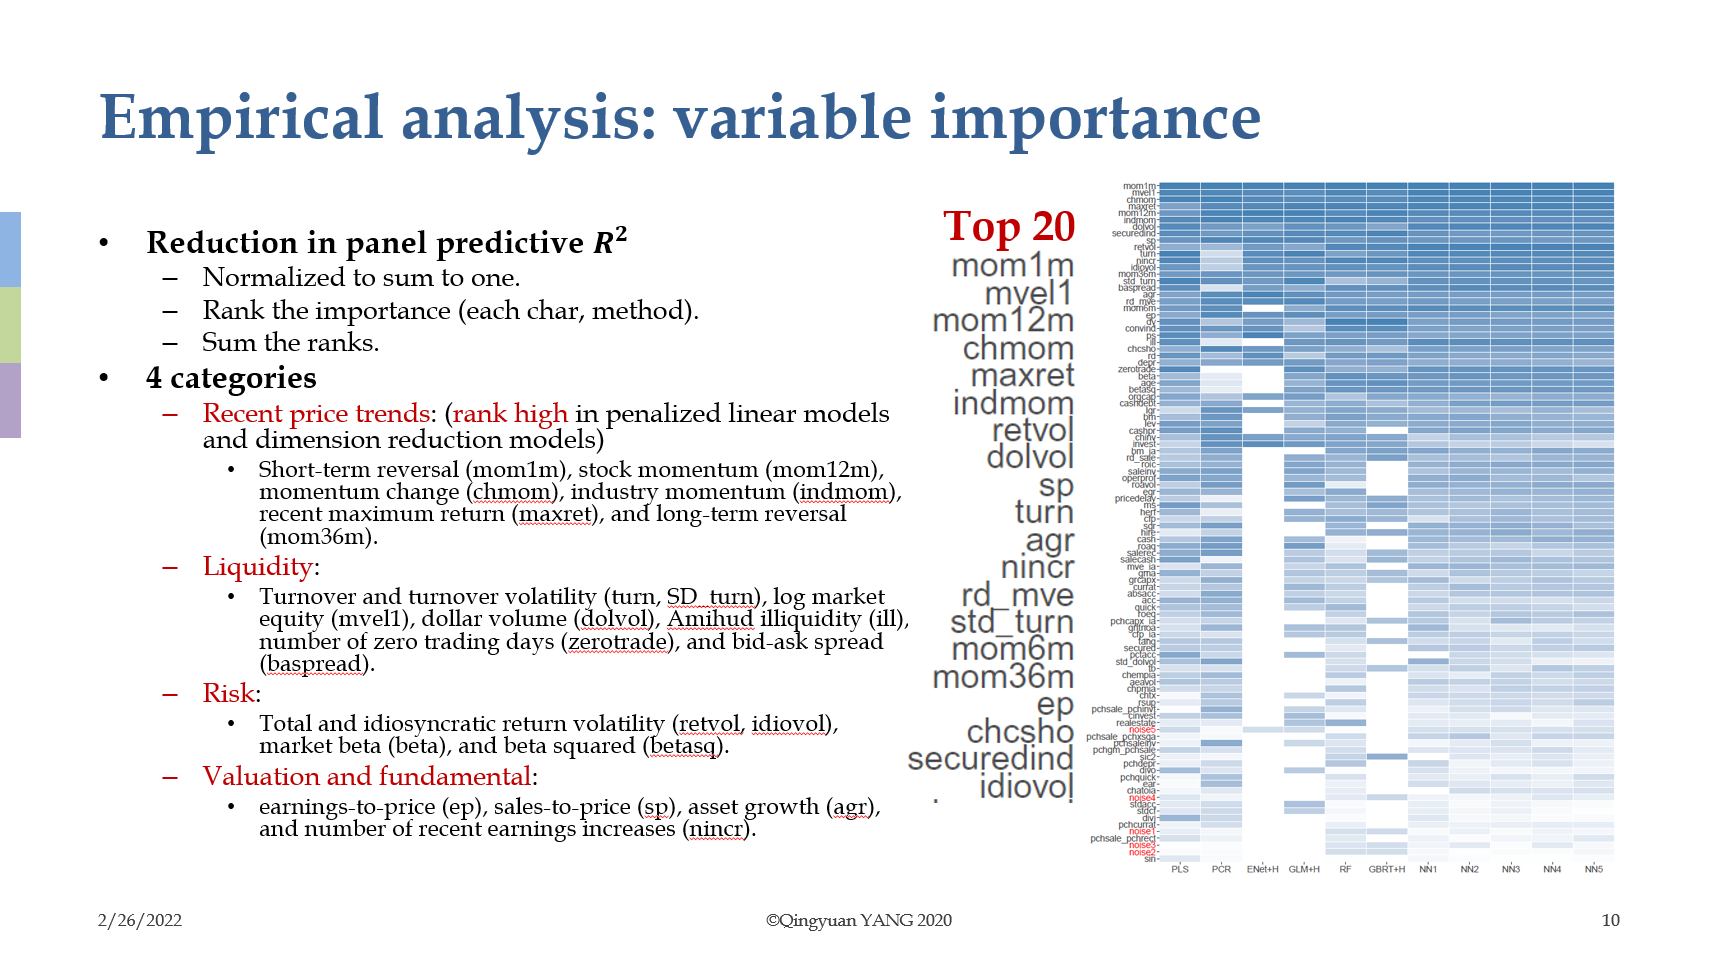 Empirical analysis: variable importance
• Reduction in panel predictive R²
– Normalized to sum to one.
– Rank the importance (each char, method).
– Sum the ranks.
• 4 categories
– Recent price trends: (rank high in penalized linear models
and dimension reduction models)
• Short-term reversal (mom1m), stock momentum (mom12m),
momentum change (chmom), industry momentum (indmom),
recent maximum return (maxret), and long-term reversal
(mom36m).
– Liquidity:
• Turnover and turnover volatility (turn, SD_turn), log market
equity (mvel1), dollar volume (dolvol), Amihud illiquidity (ill),
number of zero trading days (zerotrade), and bid-ask spread
(baspread).
– Risk:
• Total and idiosyncratic return volatility (retvol, idiovol),
market beta (beta), and beta squared (betasq).
– Valuation and fundamental:
• earnings-to-price (ep), sales-to-price (sp), asset growth (agr),
and number of recent earnings increases (nincr).
Top 20
mom1m
mvel1
mom12m
chmom
maxret
indmom
retvol
dolvol
sp
turn
agr
nincr
rd_mve
std_turn
mom6m
mom36m
ep
chcsho
securedind
idiovol
mom1m
mvel1
chmom
maxret
mom12m
indmom
dolvol
securedind
sp
retvol
turn
nincr
idiovol
mom36m
std_turn
baspread
agr
rd_mve
mom6m
ep
dy
convind
ps
ill
chcsho
rd
depr
zerotrade
beta
age
betasq
orgcap
cashdebt
lgr
bm
lev
cashpr
chinv
invest
bm_ia
rd_sale
roic
saleinv
operprof
roavol
egr
pricedelay
ms
herf
cfp
sgr
hire
cash
roaq
salerec
salecash
mve_ia
gma
grcapx
currat
absacc
acc
quick
roeq
pchcapx_ia
grltnoa
cfp_ia
tang
secured
pctacc
std_dolvol
tb
chempia
aeavol
chpmia
chtx
rsup
pchsale_pchinvt
cinvest
realestate
noise5
pchsale_pchxsga
pchsaleinv
pchgm_pchsale
sic2
pchdepr
divo
pchquick
ear
chatoia
noise4
stdacc
stdcf
divi
pchcurrat
noise1
pchsale_pchrect
noise3
noise2
sin
PLS PCR ENet+H GLM+H RF GBRT+H NN1 NN2 NN3 NN4 NN5
2/26/2022 ©Qingyuan YANG 2020 10